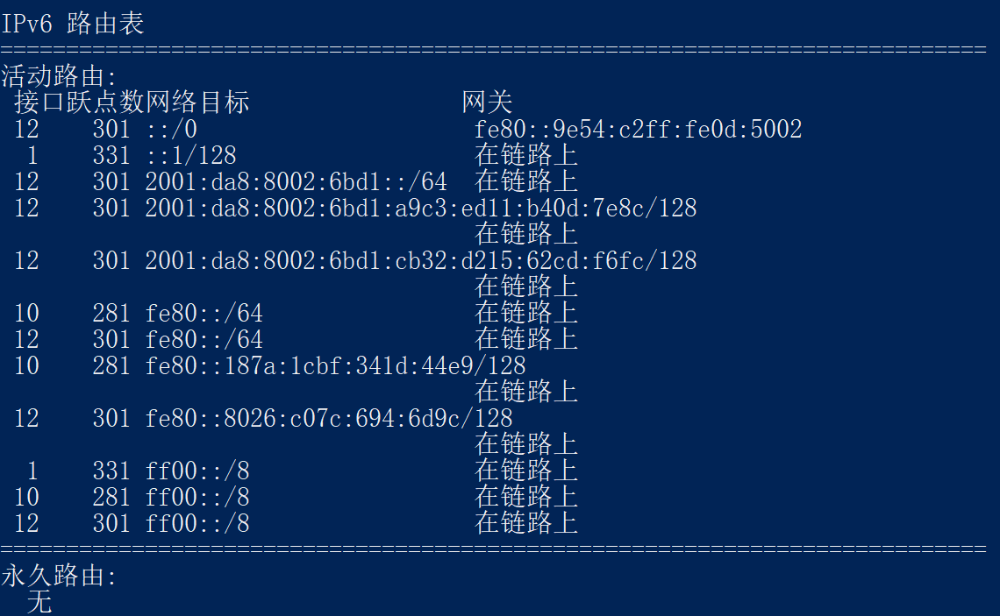 IPv6 路由表
===========================================================================
活动路由:
 接口跃点数网络目标                网关
 12    301 ::/0                     fe80::9e54:c2ff:fe0d:5002
  1    331 ::1/128                  在链路上
 12    301 2001:da8:8002:6bd1::/64  在链路上
 12    301 2001:da8:8002:6bd1:a9c3:ed11:b40d:7e8c/128
                                    在链路上
 12    301 2001:da8:8002:6bd1:cb32:d215:62cd:f6fc/128
                                    在链路上
 10    281 fe80::/64                在链路上
 12    301 fe80::/64                在链路上
 10    281 fe80::187a:1cbf:341d:44e9/128
                                    在链路上
 12    301 fe80::8026:c07c:694:6d9c/128
                                    在链路上
  1    331 ff00::/8                 在链路上
 10    281 ff00::/8                 在链路上
 12    301 ff00::/8                 在链路上
===========================================================================
永久路由:
  无